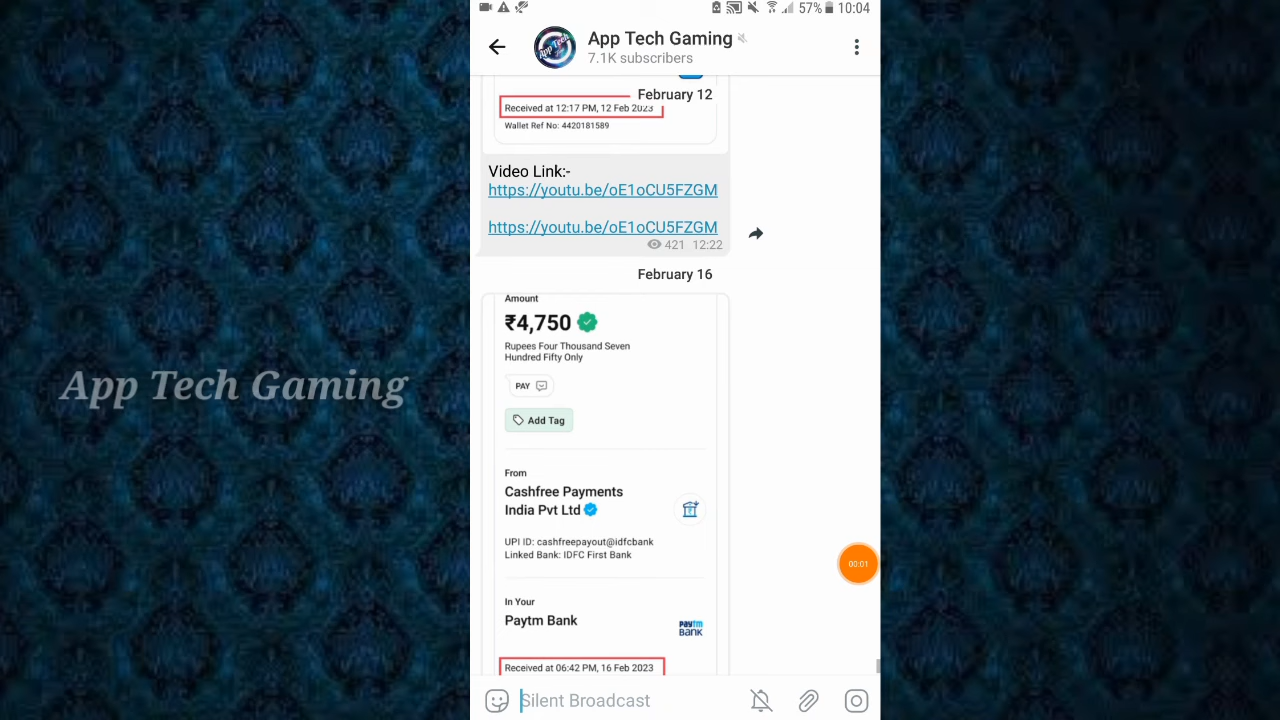 57% 10:04
App Tech Gaming
7.1K subscribers
February 12
Received at 12:17 PM, 12 Feb 2023
Wallet Ref No: 4420181589
Video Link:-
https://youtu.be/oE1oCU5FZGM
https://youtu.be/oE1oCU5FZGM
421 12:22
February 16
Amount
₹4,750
Rupees Four Thousand Seven
Hundred Fifty Only
PAY
Add Tag
App Tech Gaming
From
Cashfree Payments
India Pvt Ltd
UPI ID: cashfreepayout@idfcbank
Linked Bank: IDFC First Bank
00:01
In Your
Paytm Bank
paytm
BANK
Received at 06:42 PM, 16 Feb 2023
Silent Broadcast